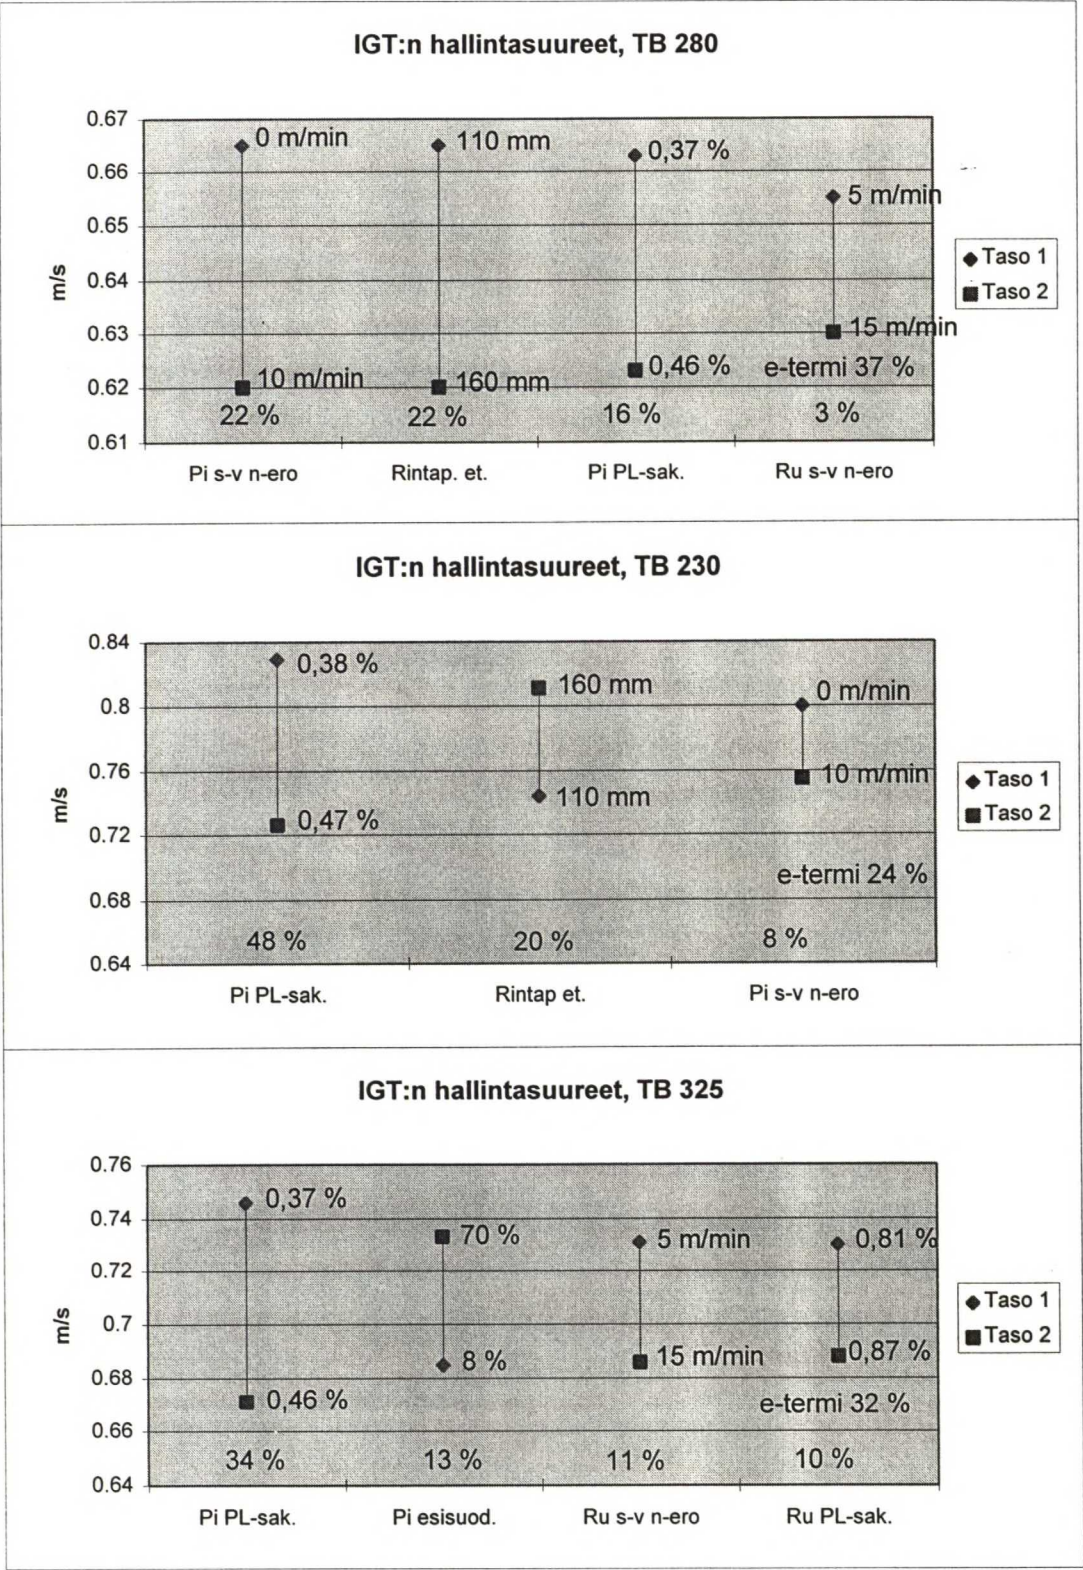 IGT:n hallintasuureet, TB 280
0.67
0.66
0.65
0.64
0.63
0.62
0.61
m/s
0 m/min
110 mm
0,37 %
5 m/min
15 m/min
10 m/min
160 mm
0,46 %
e-termi 37 %
22 %
22 %
16 %
3 %
Pi s-v n-ero
Rintap. et.
Pi PL-sak.
Ru s-v n-ero
Taso 1
Taso 2
IGT:n hallintasuureet, TB 230
0.84
0.8
0.76
0.72
0.68
0.64
m/s
0,38 %
160 mm
0 m/min
10 m/min
110 mm
0,47 %
e-termi 24 %
48 %
20 %
8 %
Pi PL-sak.
Rintap et.
Pi s-v n-ero
Taso 1
Taso 2
IGT:n hallintasuureet, TB 325
0.76
0.74
0.72
0.7
0.68
0.66
0.64
m/s
0,37 %
70 %
5 m/min
0,81 %
8 %
15 m/min
0,87 %
0,46 %
e-termi 32 %
34 %
13 %
11 %
10 %
Pi PL-sak.
Pi esisuod.
Ru s-v n-ero
Ru PL-sak.
Taso 1
Taso 2